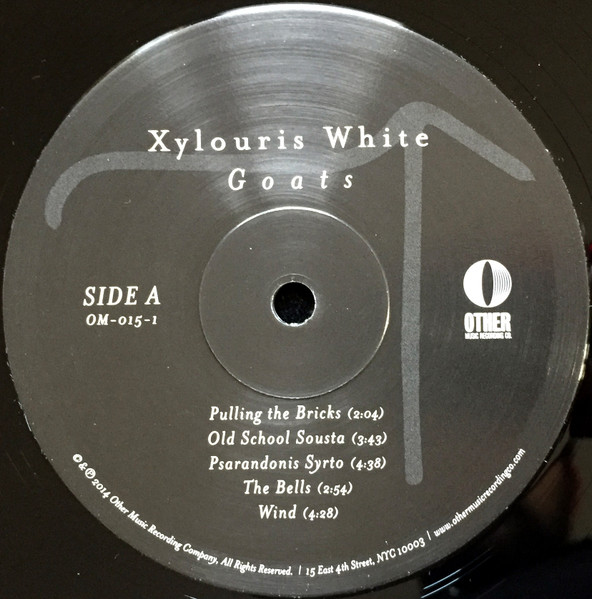 Xylouris White
Goats
SIDE A
OM-015-1
OTHER
MUSIC RECORDING CO.
Pulling the Bricks (2:04)
Old School Sousta (3:43)
Psarandonis Syrto (4:38)
The Bells (2:54)
Wind (4:28)
© & ℗ 2014 Other Music Recording Company, All Rights Reserved. | 15 East 4th Street, NYC 10003 | www.othermusicrecordingco.com